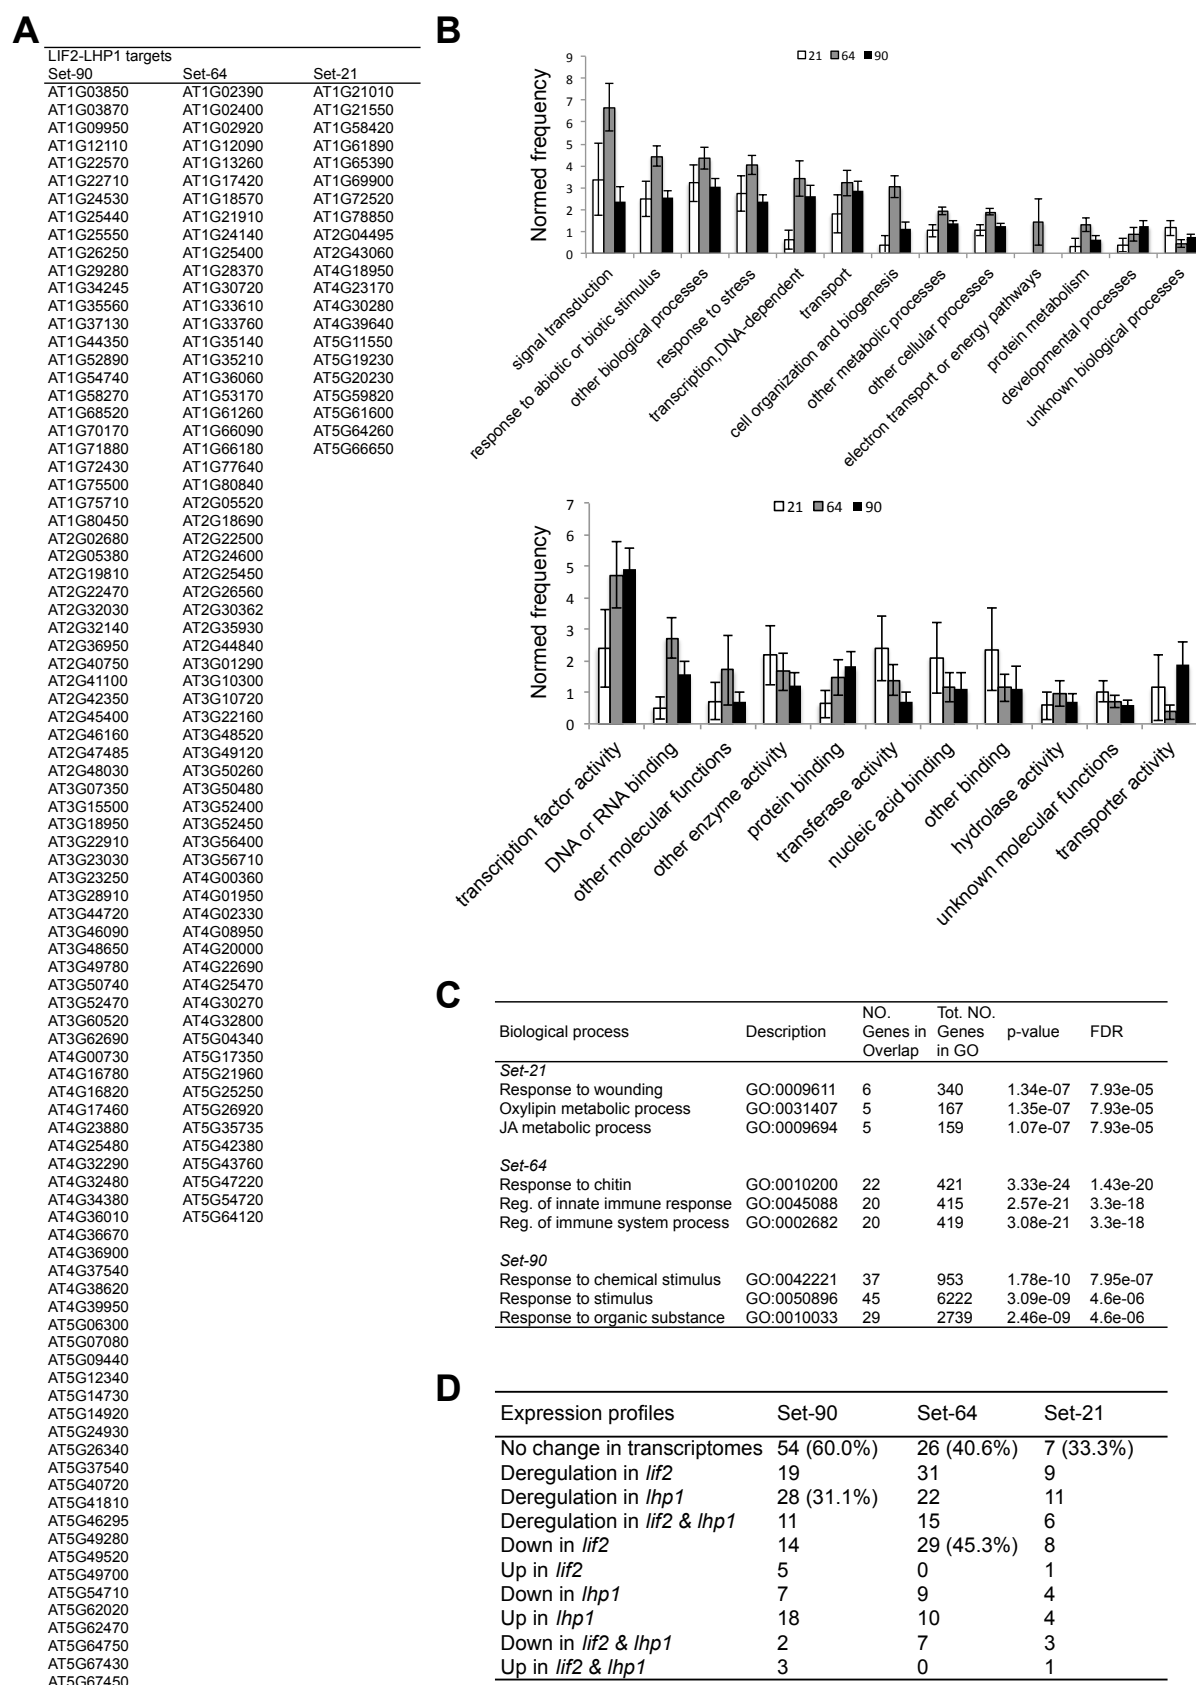 A
LIF2-LHP1 targets
Set-90 Set-64 Set-21
AT1G03850 AT1G02390 AT1G21010
AT1G03870 AT1G02400 AT1G21550
AT1G09950 AT1G02920 AT1G58420
AT1G12110 AT1G12090 AT1G61890
AT1G22570 AT1G13260 AT1G65390
AT1G22710 AT1G17420 AT1G69900
AT1G24530 AT1G18570 AT1G72520
AT1G25440 AT1G21910 AT1G78850
AT1G25550 AT1G24140 AT2G04495
AT1G26250 AT1G25400 AT2G43060
AT1G29280 AT1G28370 AT4G18950
AT1G34245 AT1G30720 AT4G23170
AT1G35560 AT1G33610 AT4G30280
AT1G37130 AT1G33760 AT4G39640
AT1G44350 AT1G35140 AT5G11550
AT1G52890 AT1G35210 AT5G19230
AT1G54740 AT1G36060 AT5G20230
AT1G58270 AT1G53170 AT5G59820
AT1G68520 AT1G61260 AT5G61600
AT1G70170 AT1G66090 AT5G64260
AT1G71880 AT1G66180 AT5G66650
AT1G72430 AT1G77640
AT1G75500 AT1G80840
AT1G75710 AT2G05520
AT1G80450 AT2G18690
AT2G02680 AT2G22500
AT2G05380 AT2G24600
AT2G19810 AT2G25450
AT2G22470 AT2G26560
AT2G32030 AT2G30362
AT2G32140 AT2G35930
AT2G36950 AT2G44840
AT2G40750 AT3G01290
AT2G41100 AT3G10300
AT2G42350 AT3G10720
AT2G45400 AT3G22160
AT2G46160 AT3G48520
AT2G47485 AT3G49120
AT2G48030 AT3G50260
AT3G07350 AT3G50480
AT3G15500 AT3G52400
AT3G18950 AT3G52450
AT3G22910 AT3G56400
AT3G23030 AT3G56710
AT3G23250 AT4G00360
AT3G28910 AT4G01950
AT3G44720 AT4G02330
AT3G46090 AT4G08950
AT3G48650 AT4G20000
AT3G49780 AT4G22690
AT3G50740 AT4G25470
AT3G52470 AT4G30270
AT3G60520 AT4G32800
AT3G62690 AT5G04340
AT4G00730 AT5G17350
AT4G16780 AT5G21960
AT4G16820 AT5G25250
AT4G17460 AT5G26920
AT4G23880 AT5G35735
AT4G25480 AT5G42380
AT4G32290 AT5G43760
AT4G32480 AT5G47220
AT4G34380 AT5G54720
AT4G36010 AT5G64120
AT4G36670
AT4G36900
AT4G37540
AT4G38620
AT4G39950
AT5G06300
AT5G07080
AT5G09440
AT5G12340
AT5G14730
AT5G14920
AT5G24930
AT5G26340
AT5G37540
AT5G40720
AT5G41810
AT5G46295
AT5G49280
AT5G49520
AT5G49700
AT5G54710
AT5G62020
AT5G62470
AT5G64750
AT5G67430
AT5G67450
B
21 64 90
Normed frequency
9
8
7
6
5
4
3
2
1
0
signal transduction
response to abiotic or biotic stimulus
other biological processes
response to stress
transcription, DNA-dependent
transport
cell organization and biogenesis
other metabolic processes
other cellular processes
electron transport or energy pathways
protein metabolism
developmental processes
unknown biological processes
21 64 90
Normed frequency
7
6
5
4
3
2
1
0
transcription factor activity
DNA or RNA binding
other molecular functions
other enzyme activity
protein binding
transferase activity
nucleic acid binding
other binding
hydrolase activity
unknown molecular functions
transporter activity
C
Biological process Description NO. Genes in Overlap Tot. NO. Genes in GO p-value FDR
Set-21
Response to wounding GO:0009611 6 340 1.34e-07 7.93e-05
Oxylipin metabolic process GO:0031407 5 167 1.35e-07 7.93e-05
JA metabolic process GO:0009694 5 159 1.07e-07 7.93e-05
Set-64
Response to chitin GO:0010200 22 421 3.33e-24 1.43e-20
Reg. of innate immune response GO:0045088 20 415 2.57e-21 3.3e-18
Reg. of immune system process GO:0002682 20 419 3.08e-21 3.3e-18
Set-90
Response to chemical stimulus GO:0042221 37 953 1.78e-10 7.95e-07
Response to stimulus GO:0050896 45 6222 3.09e-09 4.6e-06
Response to organic substance GO:0010033 29 2739 2.46e-09 4.6e-06
D
Expression profiles Set-90 Set-64 Set-21
No change in transcriptomes 54 (60.0%) 26 (40.6%) 7 (33.3%)
Deregulation in lif2 19 31 9
Deregulation in lhp1 28 (31.1%) 22 11
Deregulation in lif2 & lhp1 11 15 6
Down in lif2 14 29 (45.3%) 8
Up in lif2 5 0 1
Down in lhp1 7 9 4
Up in lhp1 18 10 4
Down in lif2 & lhp1 2 7 3
Up in lif2 & lhp1 3 0 1